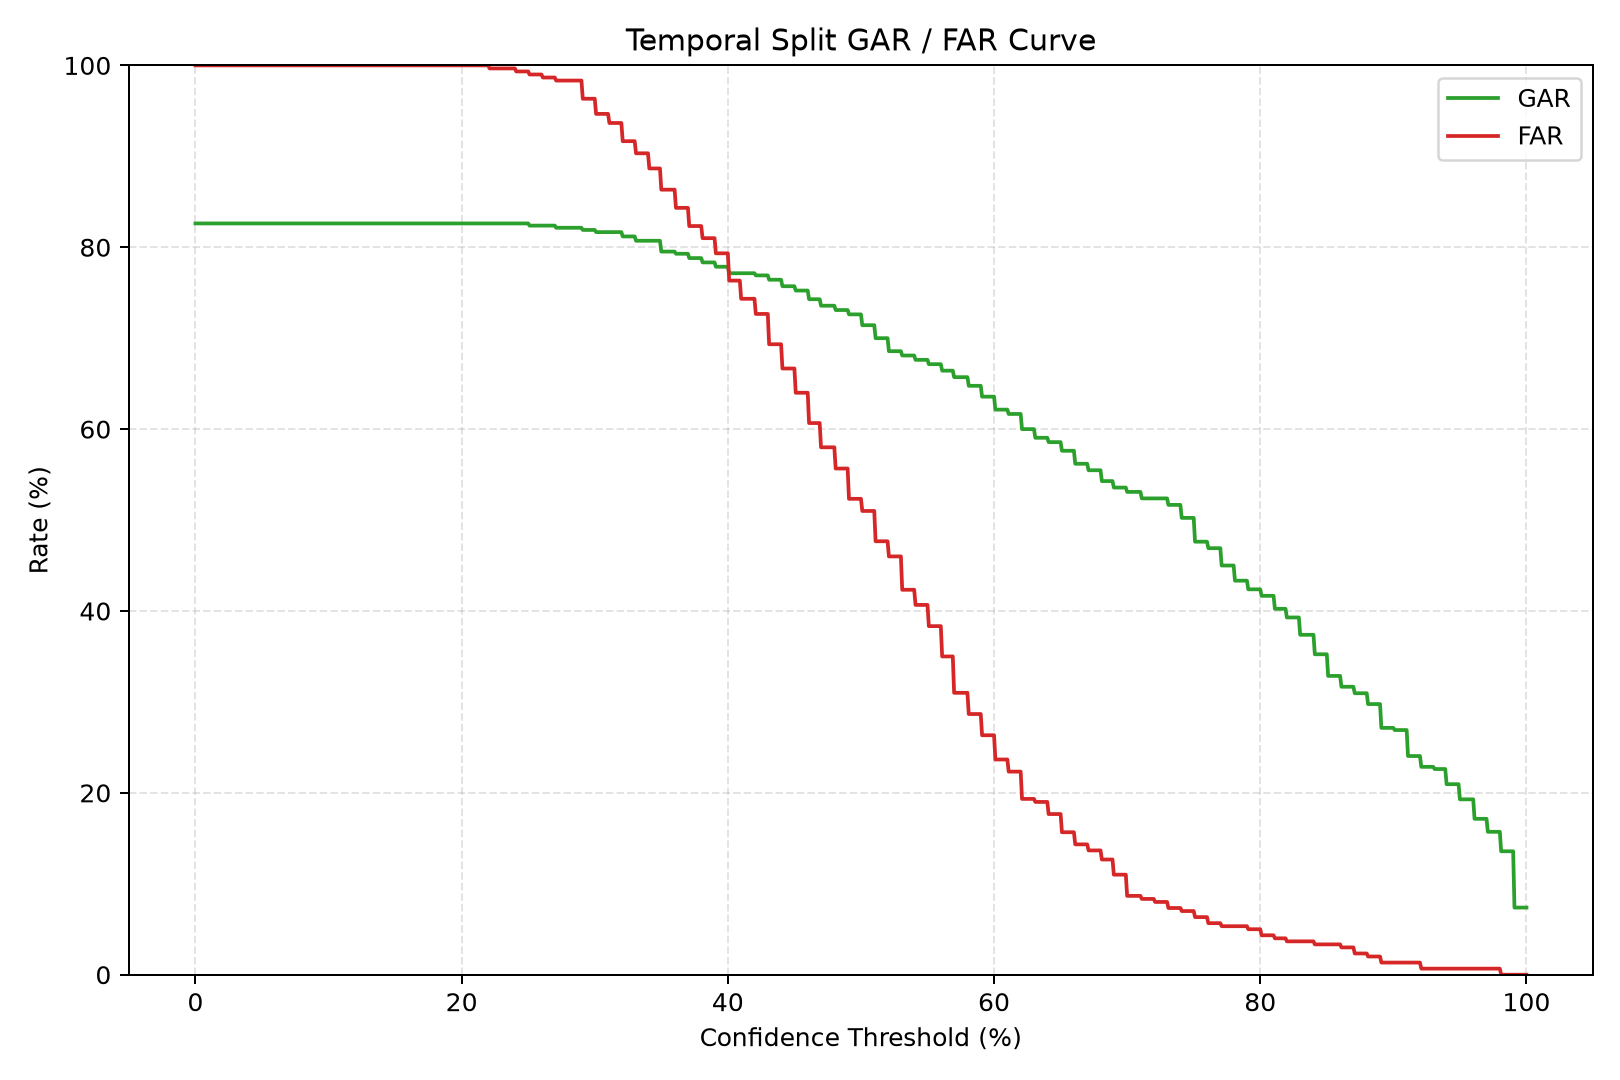 Temporal Split GAR / FAR Curve
GAR
FAR
100
80
60
40
20
0
Rate (%)
0 20 40 60 80 100
Confidence Threshold (%)